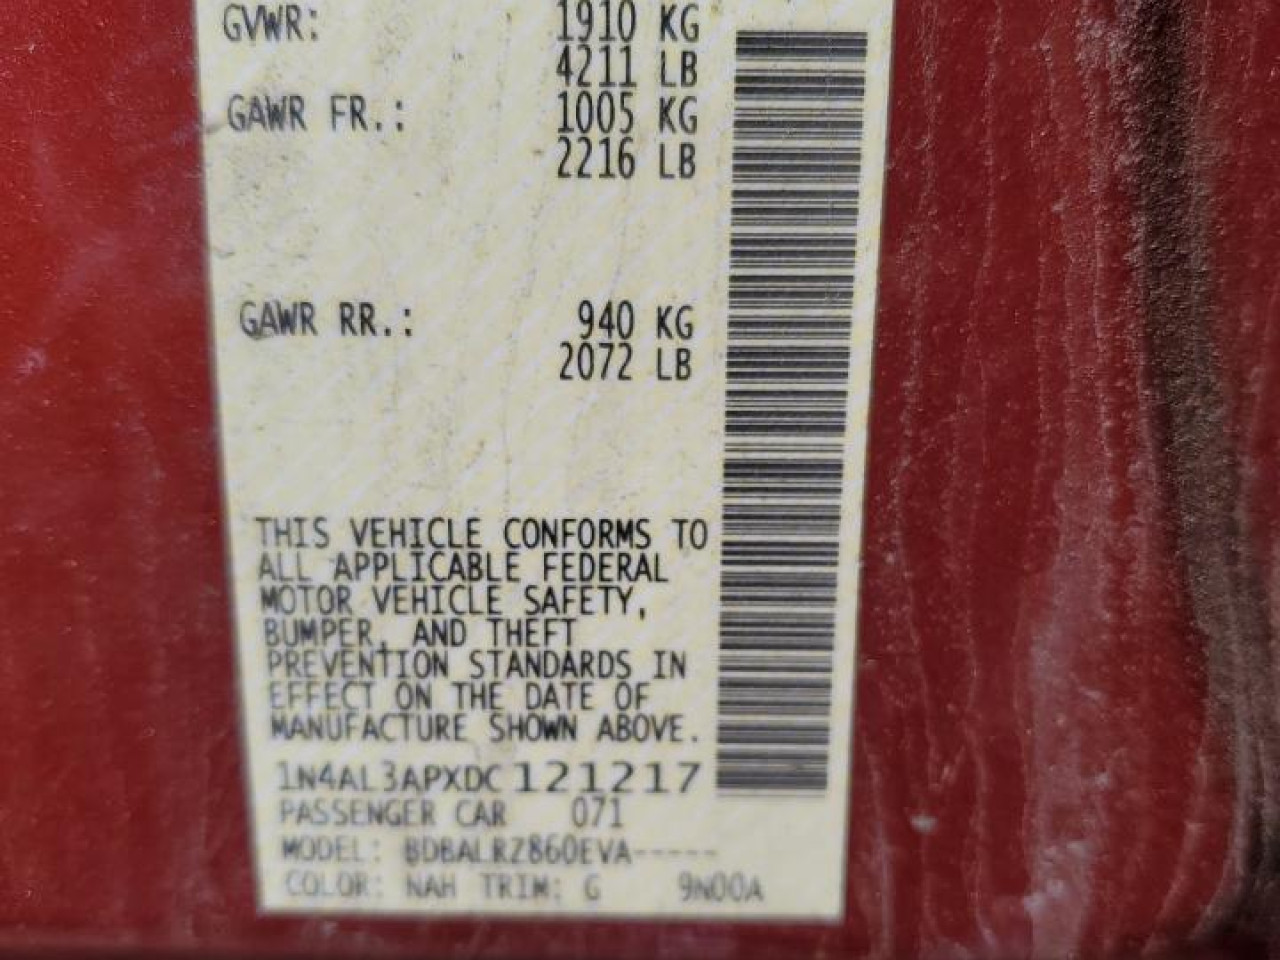 GVWR: 1910 KG
4211 LB
GAWR FR.: 1005 KG
2216 LB
GAWR RR.: 940 KG
2072 LB
THIS VEHICLE CONFORMS TO
ALL APPLICABLE FEDERAL
MOTOR VEHICLE SAFETY,
BUMPER, AND THEFT
PREVENTION STANDARDS IN
EFFECT ON THE DATE OF
MANUFACTURE SHOWN ABOVE.
1N4AL3APXDC121217
PASSENGER CAR 071
MODEL: BDBALRZ860EVA-----
COLOR: NAH TRIM: G 9N00A